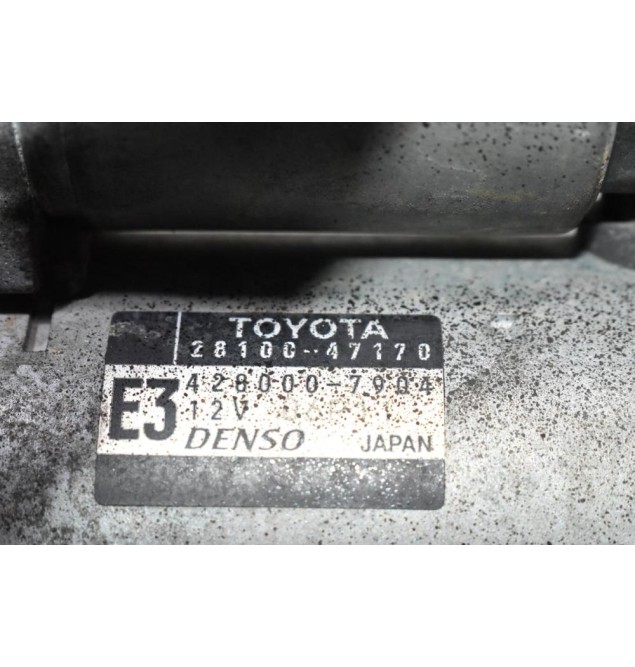 TOYOTA
28100-47170
E3
428000-7904
12V
DENSO JAPAN